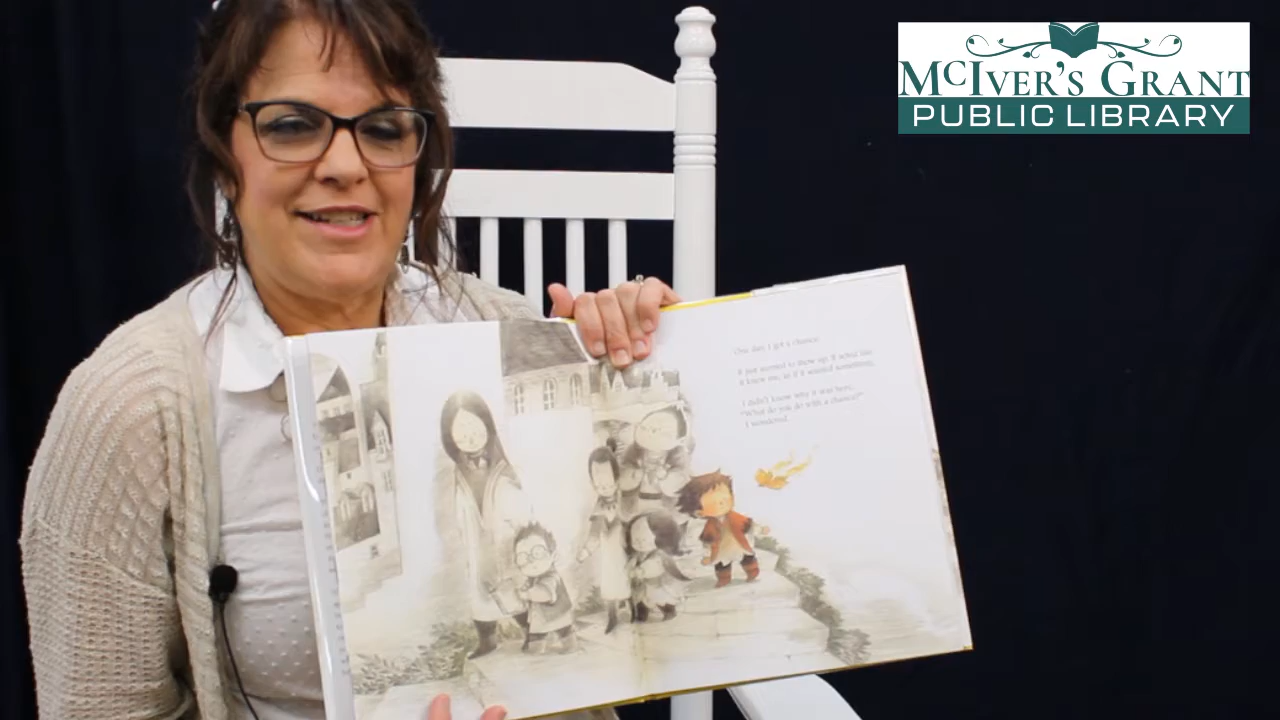 McIver's Grant
PUBLIC LIBRARY
One day, I got a chance.
It just seemed to show up. It acted like
it knew me, as if it wanted something.
I didn't know why it was here.
"What do you do with a chance?"
I wondered.